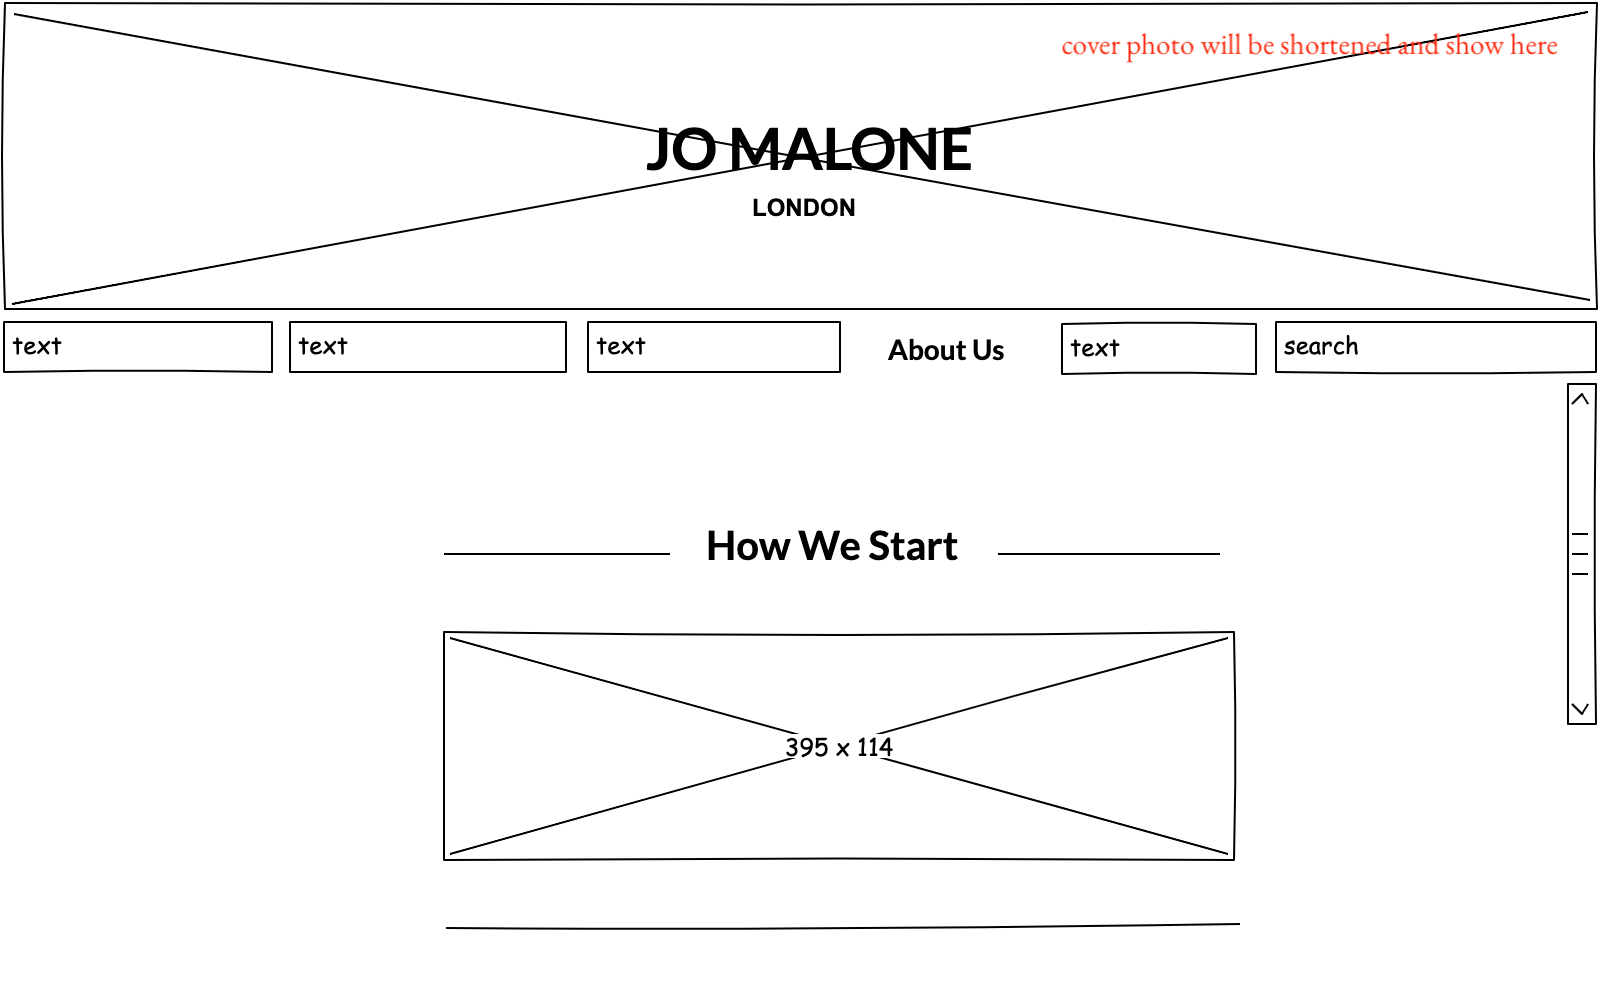 cover photo will be shortened and show here
JO MALONE
LONDON
text
text
text
About Us
text
search
How We Start
395 x 114